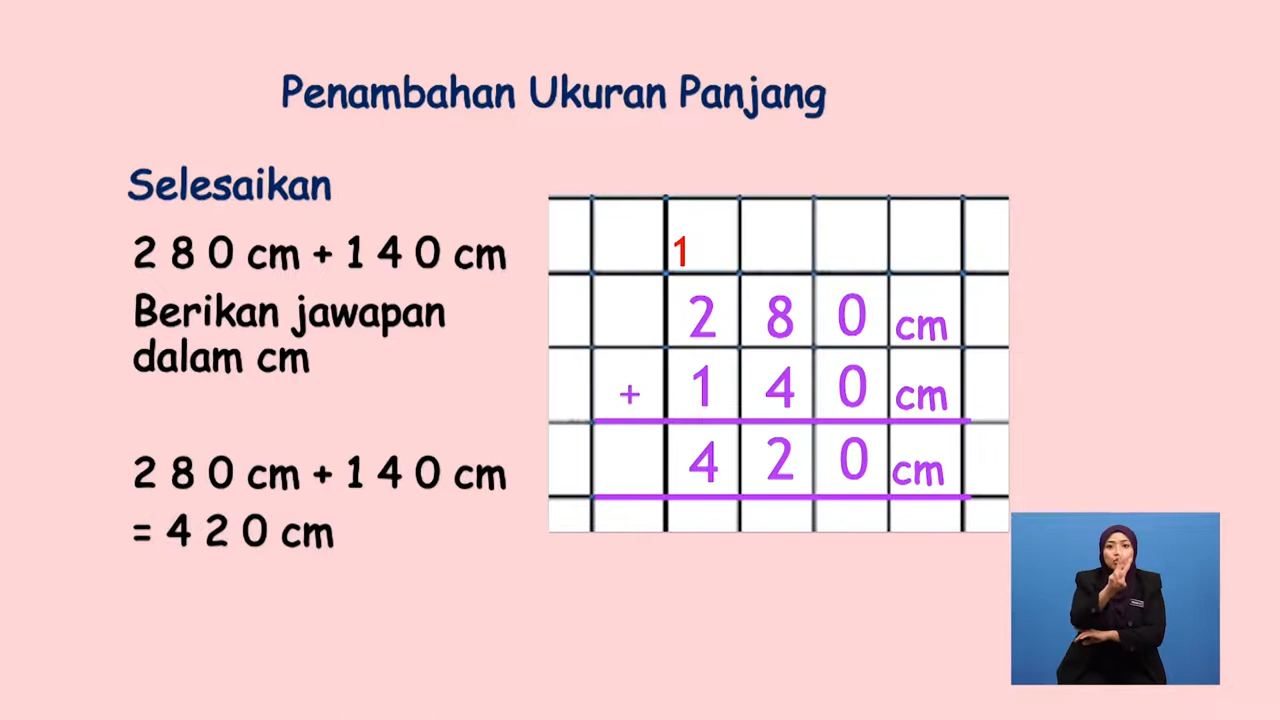 Penambahan Ukuran Panjang
Selesaikan
2 8 0 cm + 1 4 0 cm
Berikan jawapan
dalam cm
2 8 0 cm + 1 4 0 cm
= 4 2 0 cm
1
2 8 0 cm
+ 1 4 0 cm
4 2 0 cm